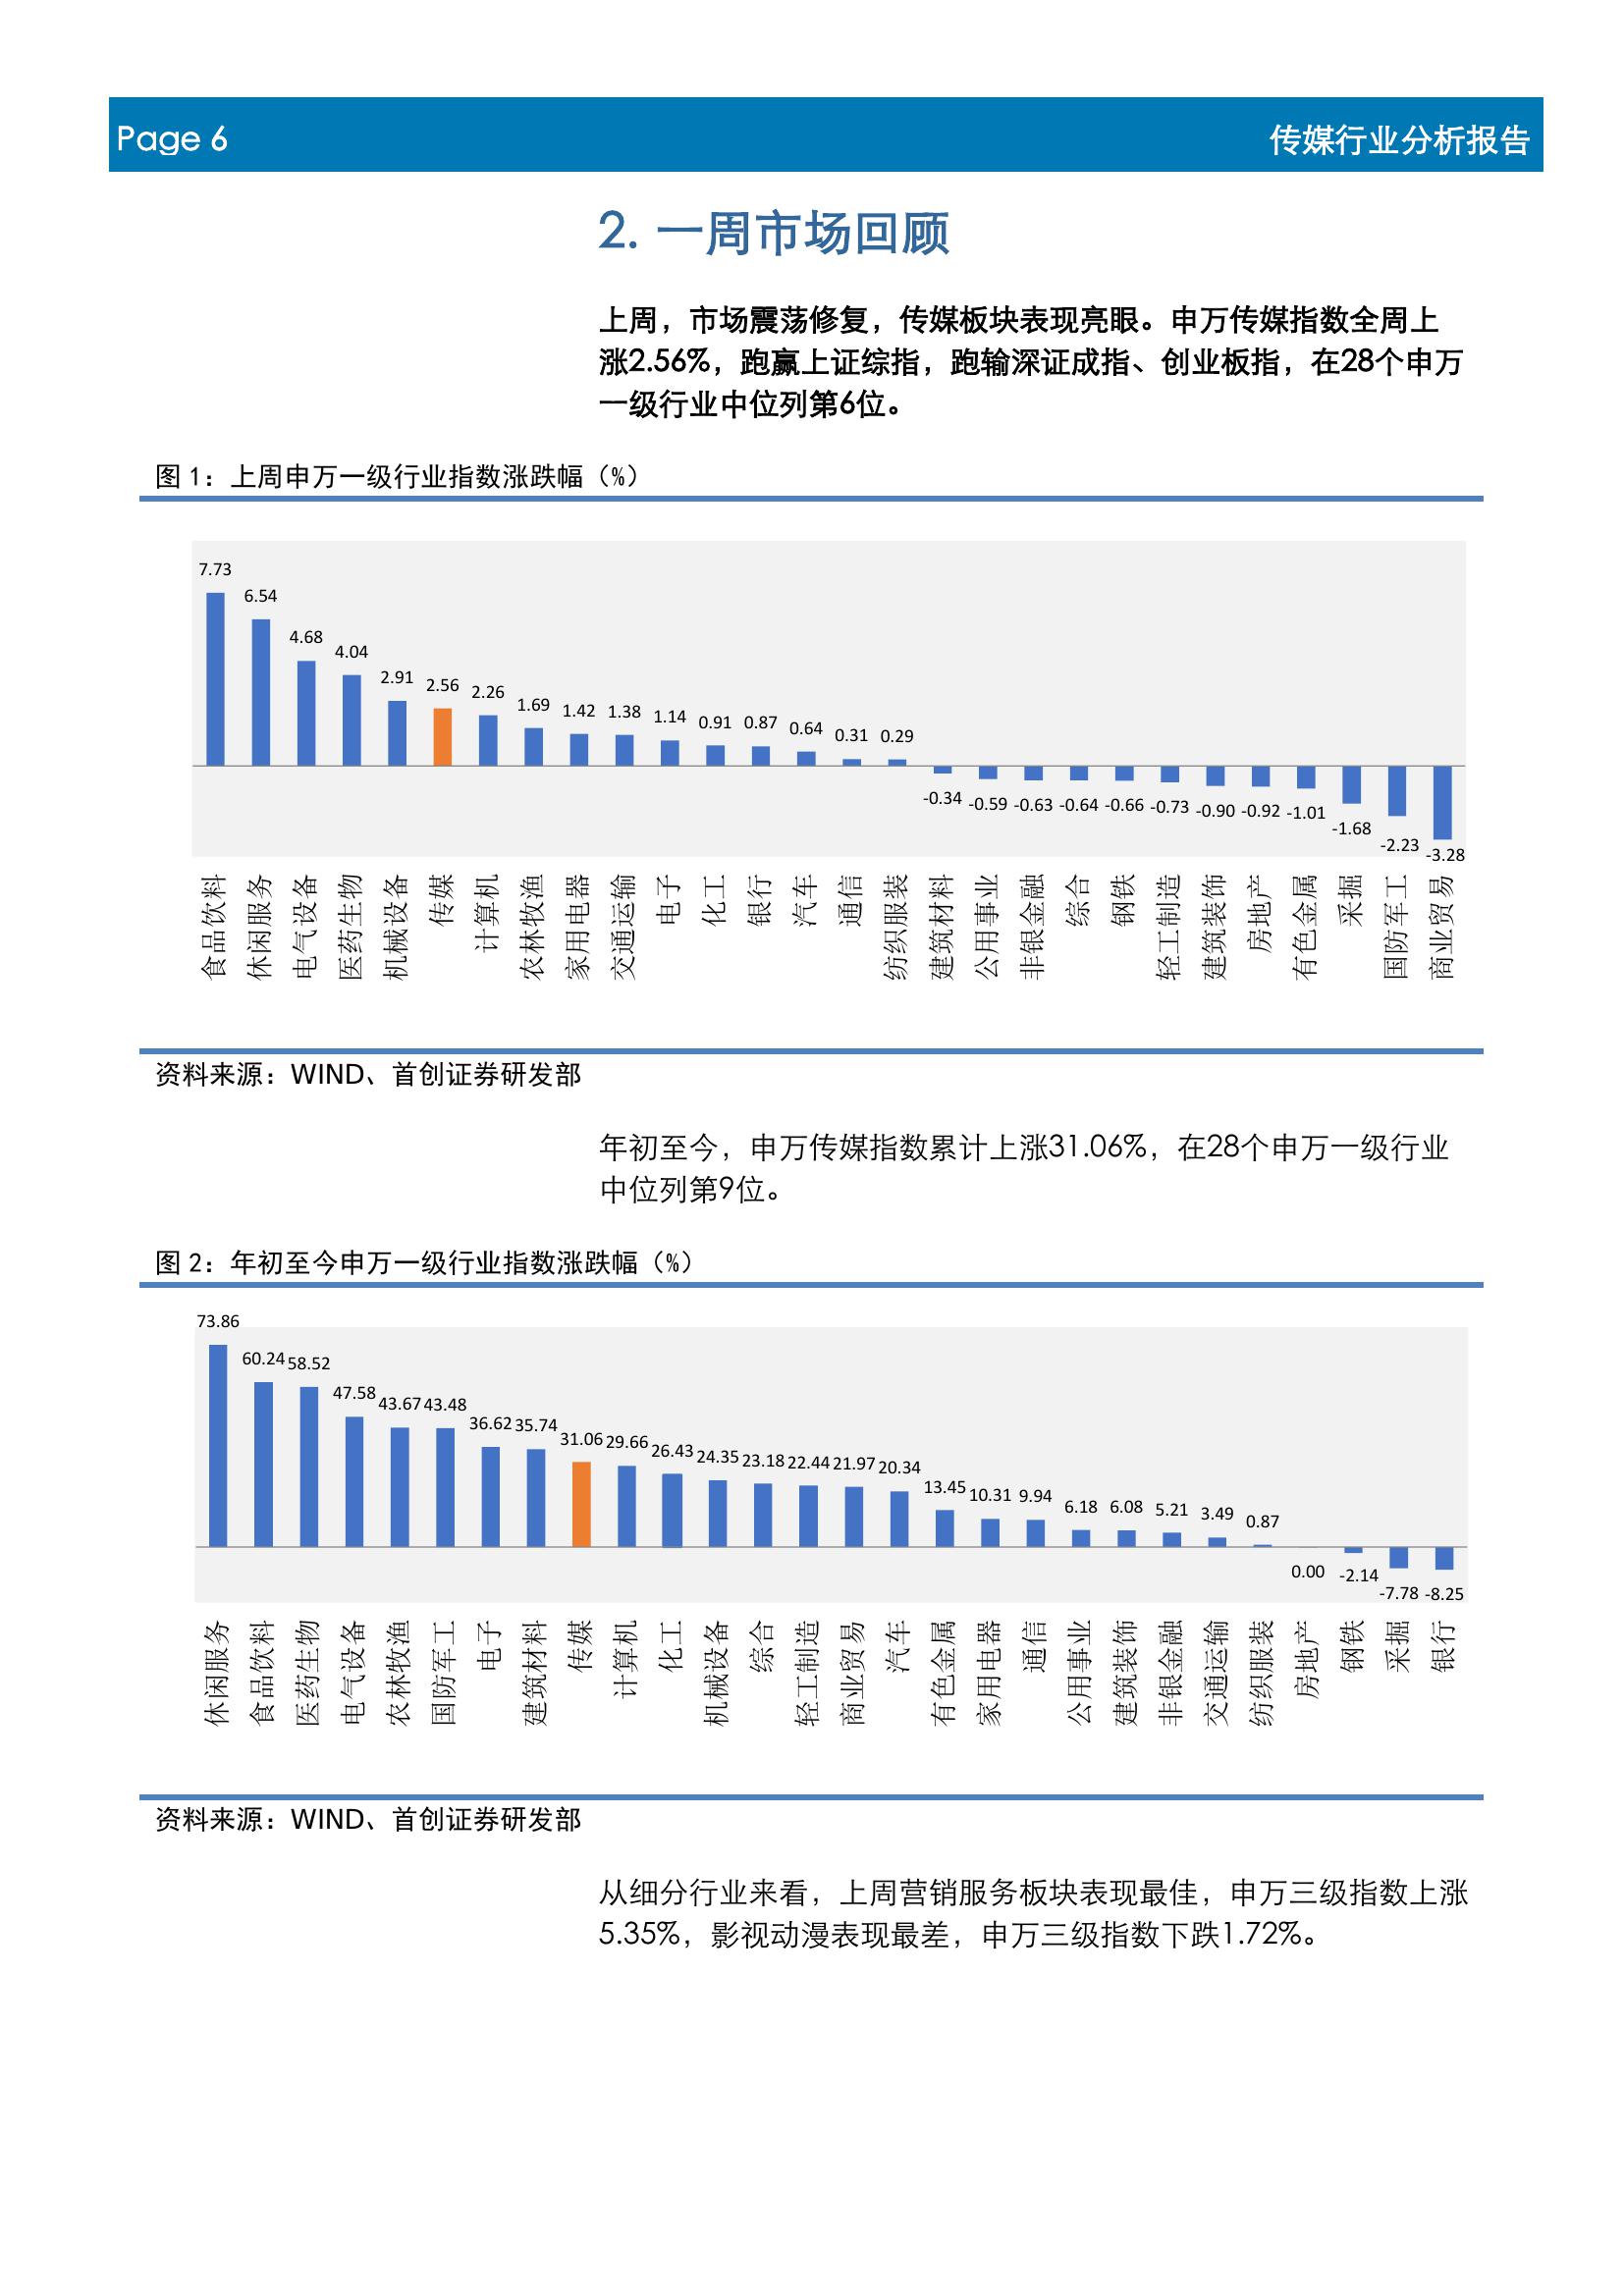 Page 6
传媒行业分析报告
2. 一周市场回顾
上周，市场震荡修复，传媒板块表现亮眼。申万传媒指数全周上
涨2.56%，跑赢上证综指，跑输深证成指、创业板指，在28个申万
一级行业中位列第6位。
图 1：上周申万一级行业指数涨跌幅（%）
7.73
6.54
4.68
4.04
2.91
2.56
2.26
1.69
1.42
1.38
1.14
0.91
0.87
0.64
0.31
0.29
-0.34
-0.59
-0.63
-0.64
-0.66
-0.73
-0.90
-0.92
-1.01
-1.68
-2.23
-3.28
食品饮料
休闲服务
电气设备
医药生物
机械设备
传媒
计算机
农林牧渔
家用电器
交通运输
电子
化工
银行
汽车
通信
纺织服装
建筑材料
公用事业
非银金融
综合
钢铁
轻工制造
建筑装饰
房地产
有色金属
采掘
国防军工
商业贸易
资料来源：WIND、首创证券研发部
年初至今，申万传媒指数累计上涨31.06%，在28个申万一级行业
中位列第9位。
图 2：年初至今申万一级行业指数涨跌幅（%）
73.86
60.24
58.52
47.58
43.67
43.48
36.62
35.74
31.06
29.66
26.43
24.35
23.18
22.44
21.97
20.34
13.45
10.31
9.94
6.18
6.08
5.21
3.49
0.87
0.00
-2.14
-7.78
-8.25
休闲服务
食品饮料
医药生物
电气设备
农林牧渔
国防军工
电子
建筑材料
传媒
计算机
化工
机械设备
综合
轻工制造
商业贸易
汽车
有色金属
家用电器
通信
公用事业
建筑装饰
非银金融
交通运输
纺织服装
房地产
钢铁
采掘
银行
资料来源：WIND、首创证券研发部
从细分行业来看，上周营销服务板块表现最佳，申万三级指数上涨
5.35%，影视动漫表现最差，申万三级指数下跌1.72%。